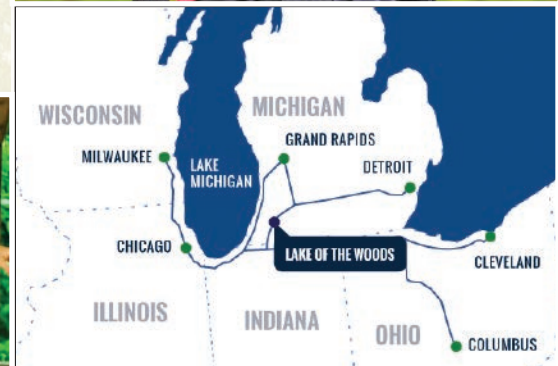 WISCONSIN
MICHIGAN
GRAND RAPIDS
MILWAUKEE
LAKE
MICHIGAN
DETROIT
CHICAGO
LAKE OF THE WOODS
CLEVELAND
ILLINOIS
INDIANA
OHIO
COLUMBUS